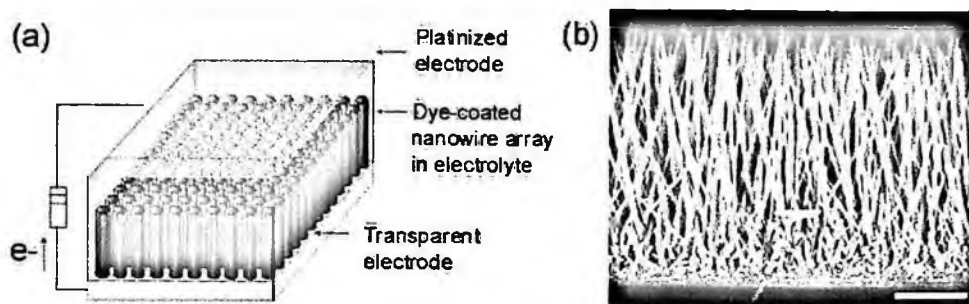 (a)
Platinized
electrode
Dye-coated
nanowire array
in electrolyte
Transparent
electrode
e-
(b)